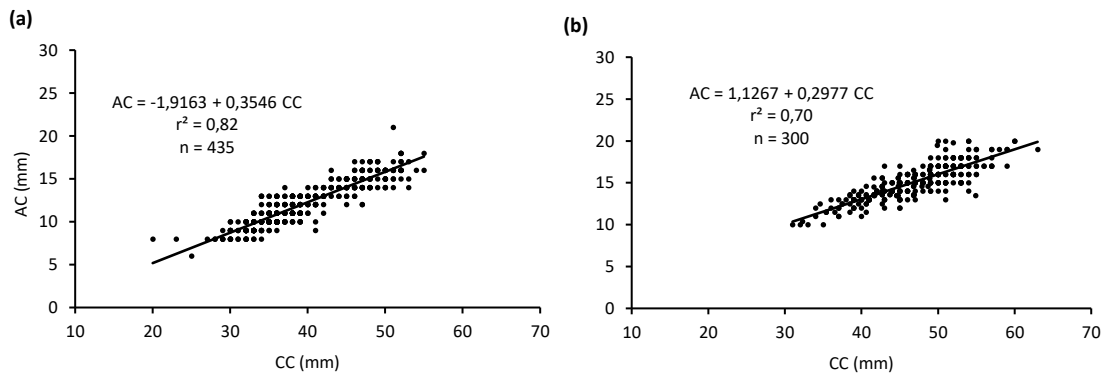 (a)
30
25
20
15
10
5
0
AC (mm)
AC = -1,9163 + 0,3546 CC
r² = 0,82
n = 435
10 20 30 40 50 60 70
CC (mm)
(b)
30
25
20
15
10
5
0
AC = 1,1267 + 0,2977 CC
r² = 0,70
n = 300
10 20 30 40 50 60 70
CC (mm)